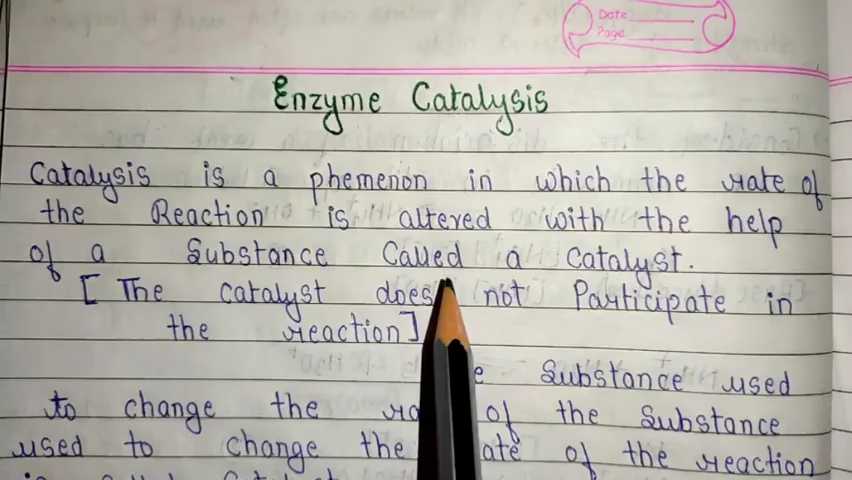 Date
Page
Enzyme Catalysis
Catalysis is a phemenon in which the rate of
the Reaction is altered with the help
of a Substance Called a Catalyst.
[ The catalyst does not Participate in
the reaction]
Substance used
to change the of the Substance
used to change the of the reaction